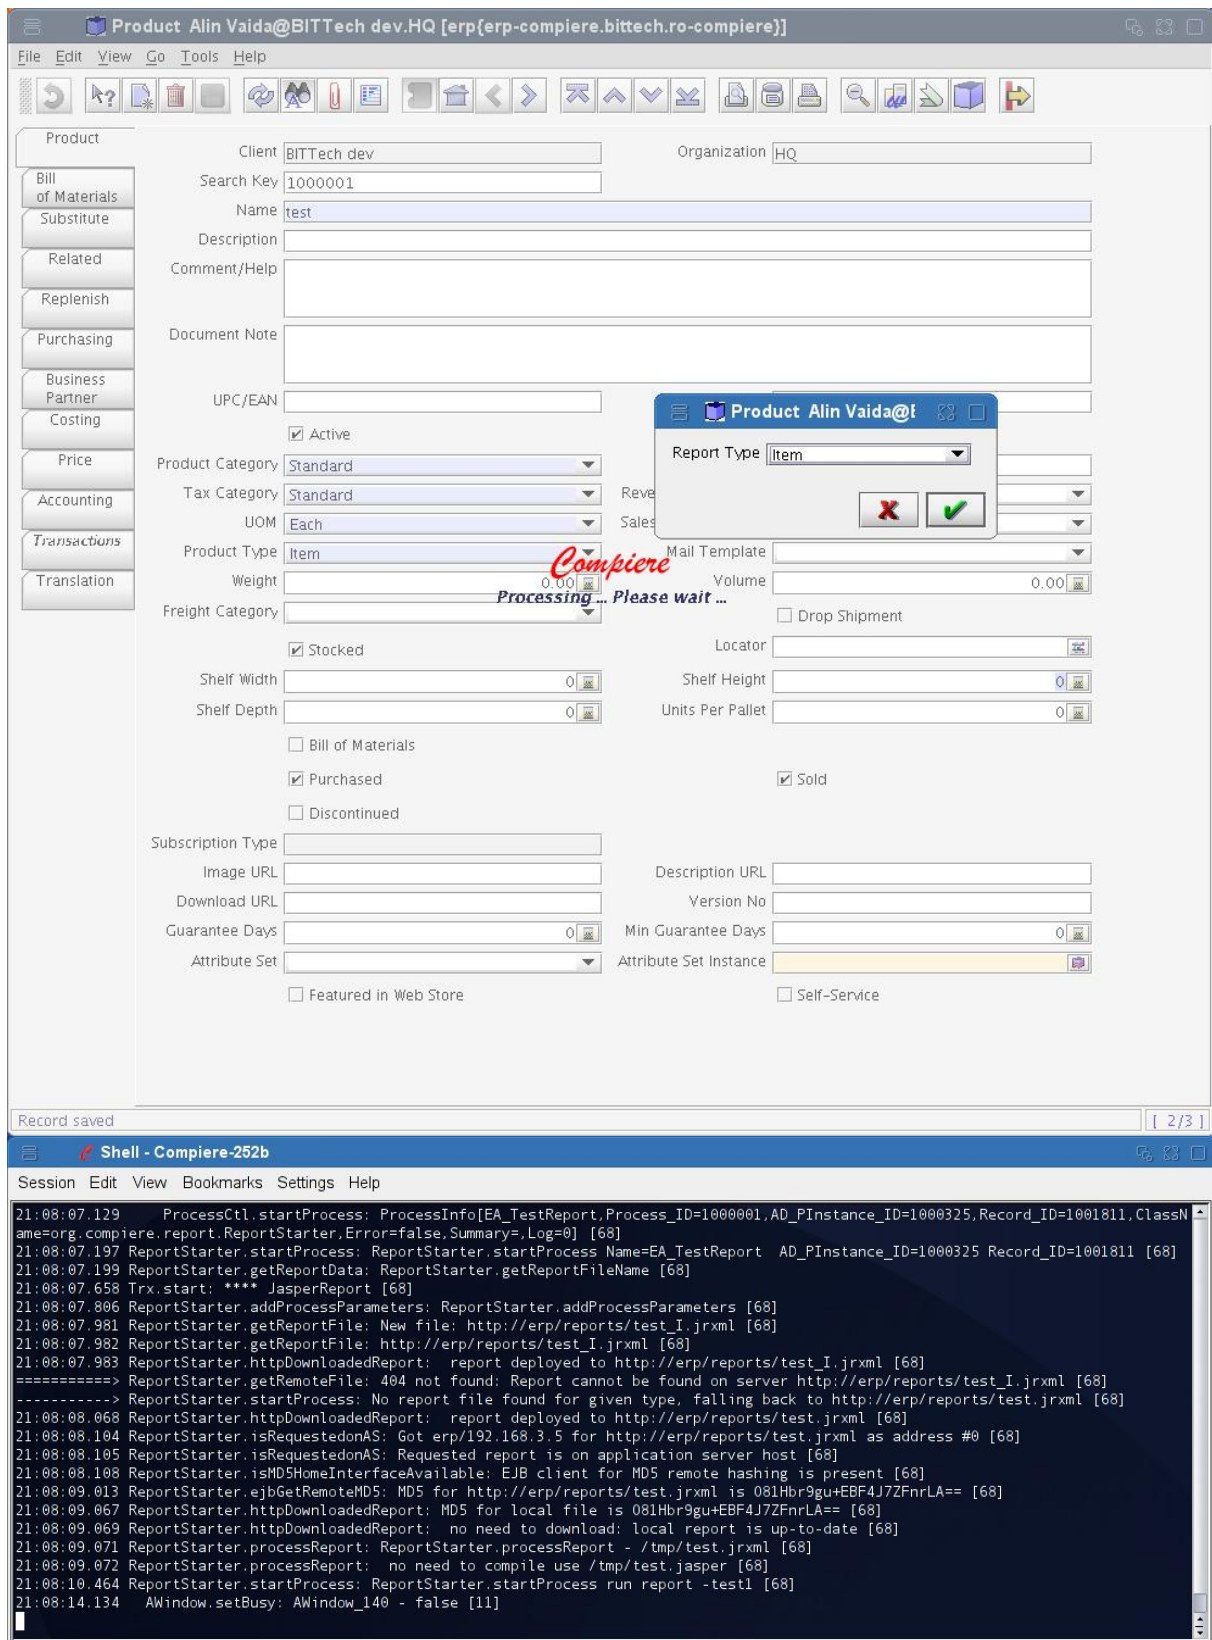 Product Alin Vaida@BITTech dev.HQ [erp{erp-compiere.bittech.ro-compiere}]
File Edit View Go Tools Help
Product
Bill
of Materials
Substitute
Related
Replenish
Purchasing
Business
Partner
Costing
Price
Accounting
Transactions
Translation
Client BITTech dev Organization HQ
Search Key 1000001
Name test
Description
Comment/Help
Document Note
UPC/EAN
Active
Product Category Standard
Tax Category Standard Reve
UOM Each Sales
Product Type Item Mail Template
Weight 0.00 Volume 0.00
Freight Category Drop Shipment
Stocked Locator
Shelf Width 0 Shelf Height 0
Shelf Depth 0 Units Per Pallet 0
Bill of Materials
Purchased Sold
Discontinued
Subscription Type
Image URL Description URL
Download URL Version No
Guarantee Days 0 Min Guarantee Days 0
Attribute Set Attribute Set Instance
Featured in Web Store Self-Service
Product Alin Vaida@
Report Type Item
Compiere
Processing ... Please wait ...
Record saved [ 2/3 ]
Shell - Compiere-252b
Session Edit View Bookmarks Settings Help
21:08:07.129 ProcessCtl.startProcess: ProcessInfo[EA_TestReport,Process_ID=1000001,AD_PInstance_ID=1000325,Record_ID=1001811,ClassN
ame=org.compiere.report.ReportStarter,Error=false,Summary=,Log=0] [68]
21:08:07.197 ReportStarter.startProcess: ReportStarter.startProcess Name=EA_TestReport AD_PInstance_ID=1000325 Record_ID=1001811 [68]
21:08:07.199 ReportStarter.getReportData: ReportStarter.getReportFileName [68]
21:08:07.658 Trx.start: **** JasperReport [68]
21:08:07.806 ReportStarter.addProcessParameters: ReportStarter.addProcessParameters [68]
21:08:07.981 ReportStarter.getReportFile: New file: http://erp/reports/test_I.jrxml [68]
21:08:07.982 ReportStarter.getReportFile: http://erp/reports/test_I.jrxml [68]
21:08:07.983 ReportStarter.httpDownloadedReport: report deployed to http://erp/reports/test_I.jrxml [68]
===========> ReportStarter.getRemoteFile: 404 not found: Report cannot be found on server http://erp/reports/test_I.jrxml [68]
-----------> ReportStarter.startProcess: No report file found for given type, falling back to http://erp/reports/test.jrxml [68]
21:08:08.068 ReportStarter.httpDownloadedReport: report deployed to http://erp/reports/test.jrxml [68]
21:08:08.104 ReportStarter.isRequestedonAS: Got erp/192.168.3.5 for http://erp/reports/test.jrxml as address #0 [68]
21:08:08.105 ReportStarter.isRequestedonAS: Requested report is on application server host [68]
21:08:08.108 ReportStarter.isMD5HomeInterfaceAvailable: EJB client for MD5 remote hashing is present [68]
21:08:09.013 ReportStarter.ejbGetRemoteMD5: MD5 for http://erp/reports/test.jrxml is O81Hbr9gu+EBF4J7ZFnrLA== [68]
21:08:09.067 ReportStarter.httpDownloadedReport: MD5 for local file is O81Hbr9gu+EBF4J7ZFnrLA== [68]
21:08:09.069 ReportStarter.httpDownloadedReport: no need to download: local report is up-to-date [68]
21:08:09.071 ReportStarter.processReport: ReportStarter.processReport - /tmp/test.jrxml [68]
21:08:09.072 ReportStarter.processReport: no need to compile use /tmp/test.jasper [68]
21:08:10.464 ReportStarter.startProcess: ReportStarter.startProcess run report -test1 [68]
21:08:14.134 AWindow.setBusy: AWindow_140 - false [11]